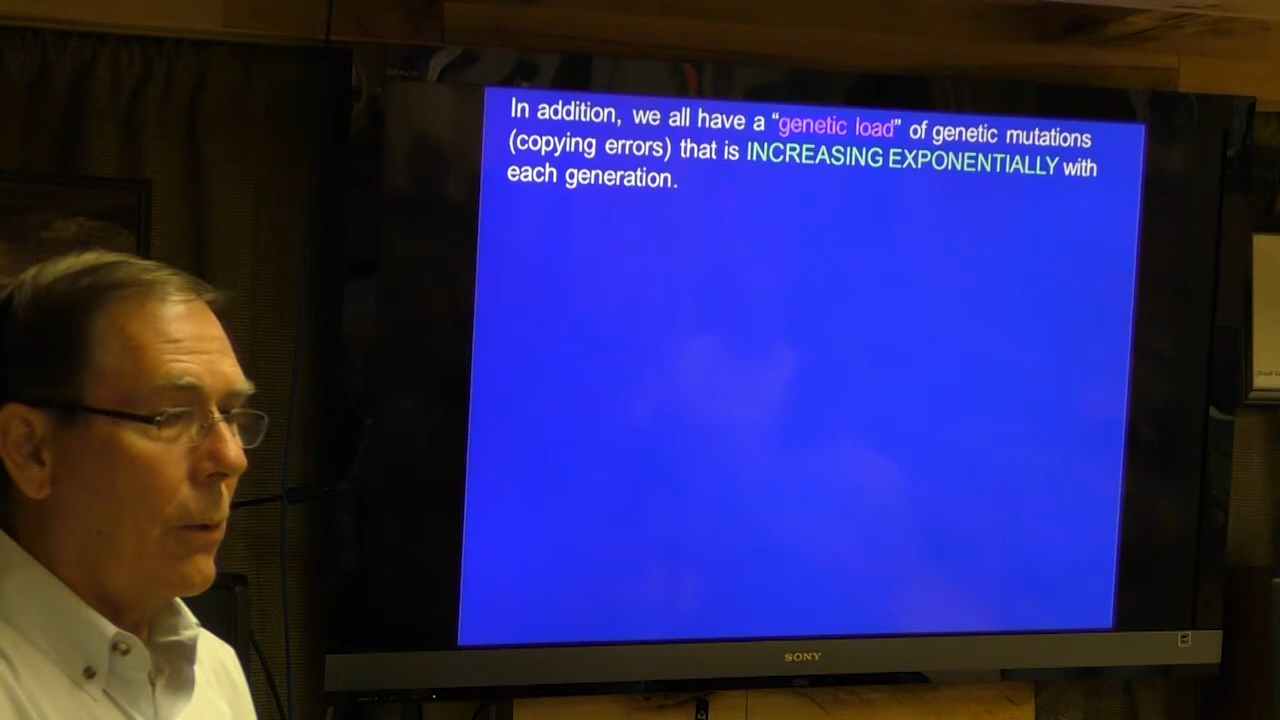 In addition, we all have a “genetic load” of genetic mutations
(copying errors) that is INCREASING EXPONENTIALLY with
each generation.
SONY